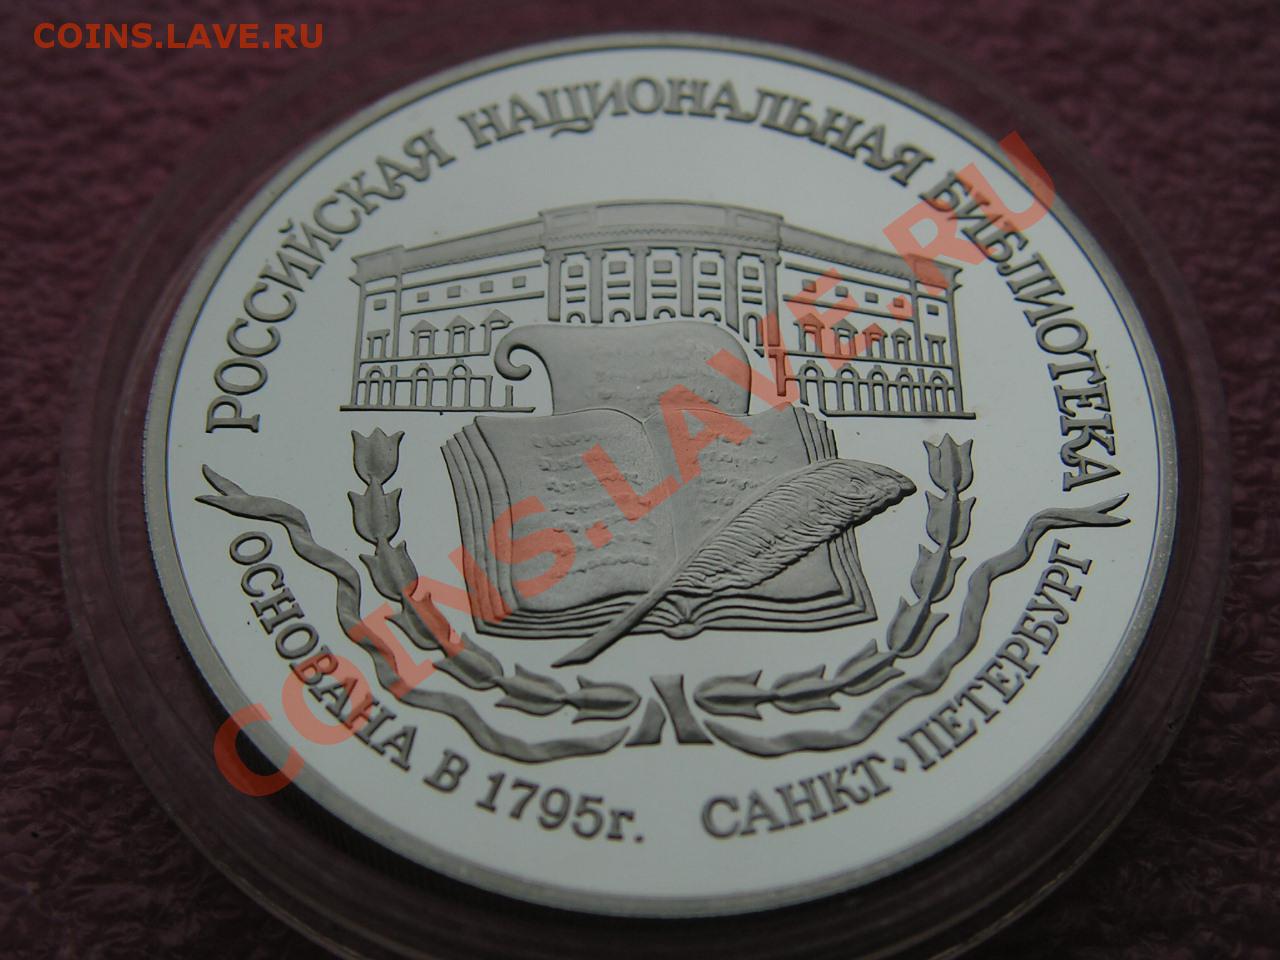 COINS.LAVE.RU
РОССИЙСКАЯ НАЦИОНАЛЬНАЯ БИБЛИОТЕКА
COINS.LAVE.RU
ОСНОВАНА В 1795г. САНКТ·ПЕТЕРБУРГ